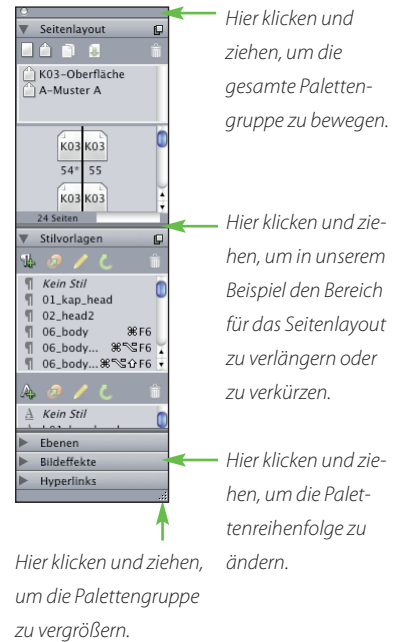 Seitenlayout
K03-Oberfläche
A-Muster A
K03 K03
54* 55
K03 K03
24 Seiten
Stilvorlagen
Kein Stil
01_kap_head
02_head2
06_body ⌘F6
06_body... ⌘⌥F6
06_body... ⌘⌥⇧F6
Kein Stil
Ebenen
Bildeffekte
Hyperlinks
Hier klicken und
ziehen, um die
gesamte Paletten-
gruppe zu bewegen.
Hier klicken und zie-
hen, um in unserem
Beispiel den Bereich
für das Seitenlayout
zu verlängern oder
zu verkürzen.
Hier klicken und zie-
hen, um die Palet-
tenreihenfolge zu
ändern.
Hier klicken und ziehen,
um die Palettengruppe
zu vergrößern.